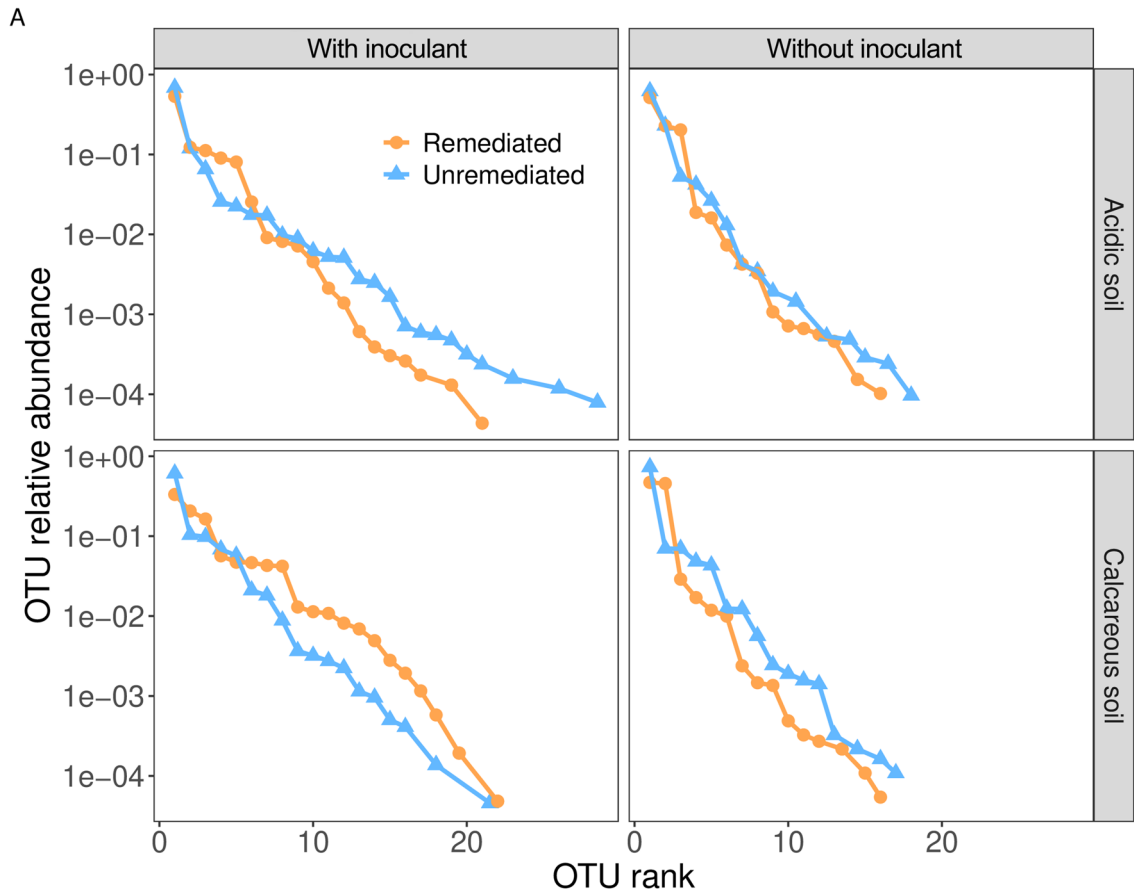 A
With inoculant
Without inoculant
1e+00
1e−01
1e−02
1e−03
1e−04
Remediated
Unremediated
Acidic soil
OTU relative abundance
1e+00
1e−01
1e−02
1e−03
1e−04
Calcareous soil
0
10
20
0
10
20
OTU rank